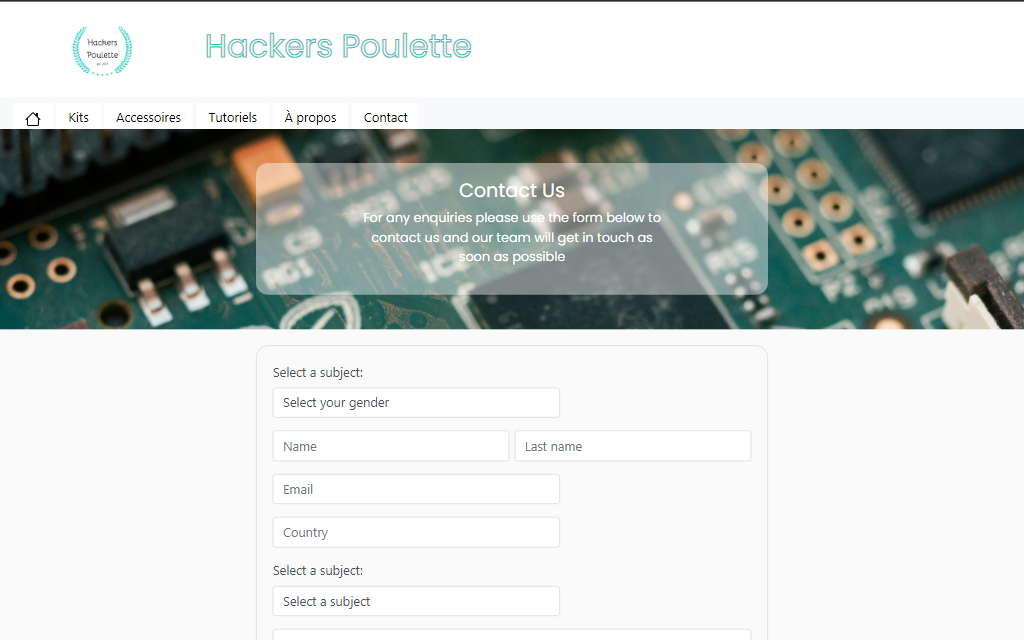 Hackers
Poulette
Hackers Poulette
Kits
Accessoires
Tutoriels
À propos
Contact
Contact Us
For any enquiries please use the form below to
contact us and our team will get in touch as
soon as possible
Select a subject:
Select your gender
Name
Last name
Email
Country
Select a subject:
Select a subject